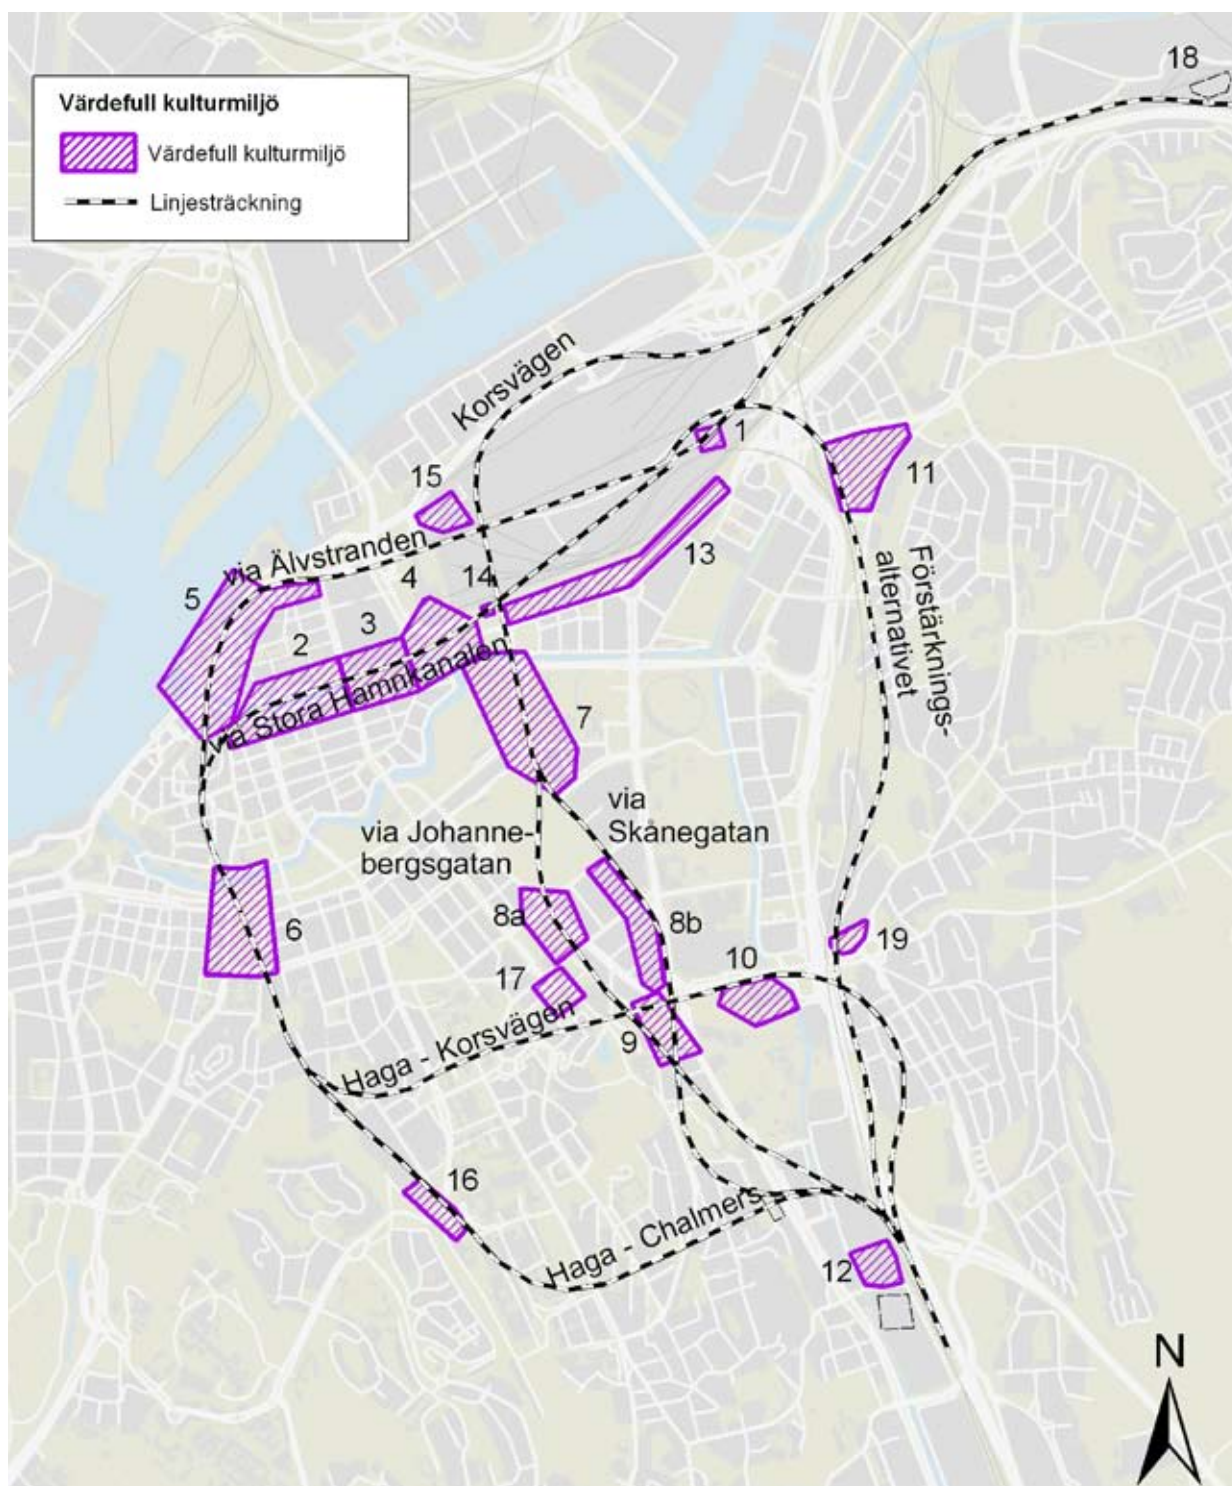 Värdefull kulturmiljö
Värdefull kulturmiljö
Linjesträckning
18
Korsvägen
1
11
15
13
via Älvstranden
4
14
Förstärknings-
alternativet
5
2
3
via Stora Hamnkanalen
7
via
Skånegatan
via Johanne-
bergsgatan
8a
8b
6
19
10
17
9
Haga - Korsvägen
16
Haga - Chalmers
12
N